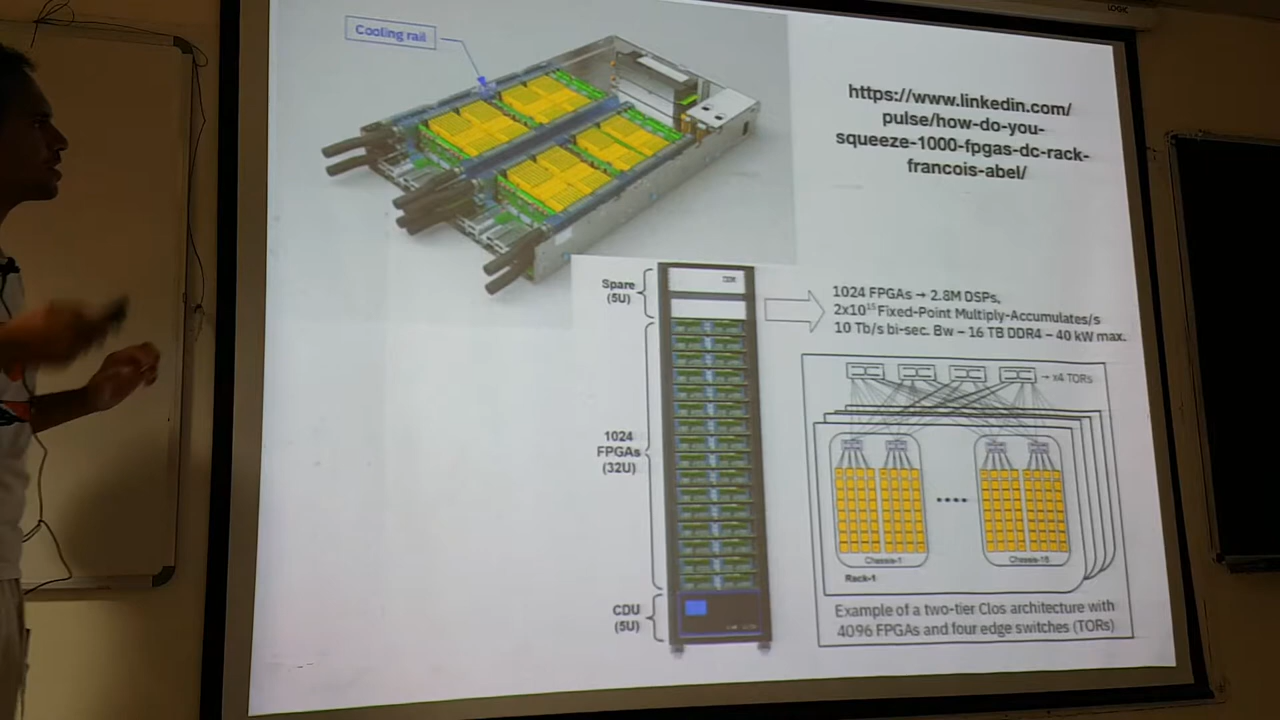 LOGIC
Cooling rail
https://www.linkedin.com/
pulse/how-do-you-
squeeze-1000-fpgas-dc-rack-
francois-abel/
Spare
(5U)
1024 FPGAs → 2.8M DSPs,
2x10¹⁵ Fixed-Point Multiply-Accumulates/s
10 Tb/s bi-sec. Bw – 16 TB DDR4 – 40 kW max.
→ x4 TORs
1024
FPGAs
(32U)
Chassis-1
Chassis-16
Rack-1
CDU
(5U)
Example of a two-tier Clos architecture with
4096 FPGAs and four edge switches (TORs)